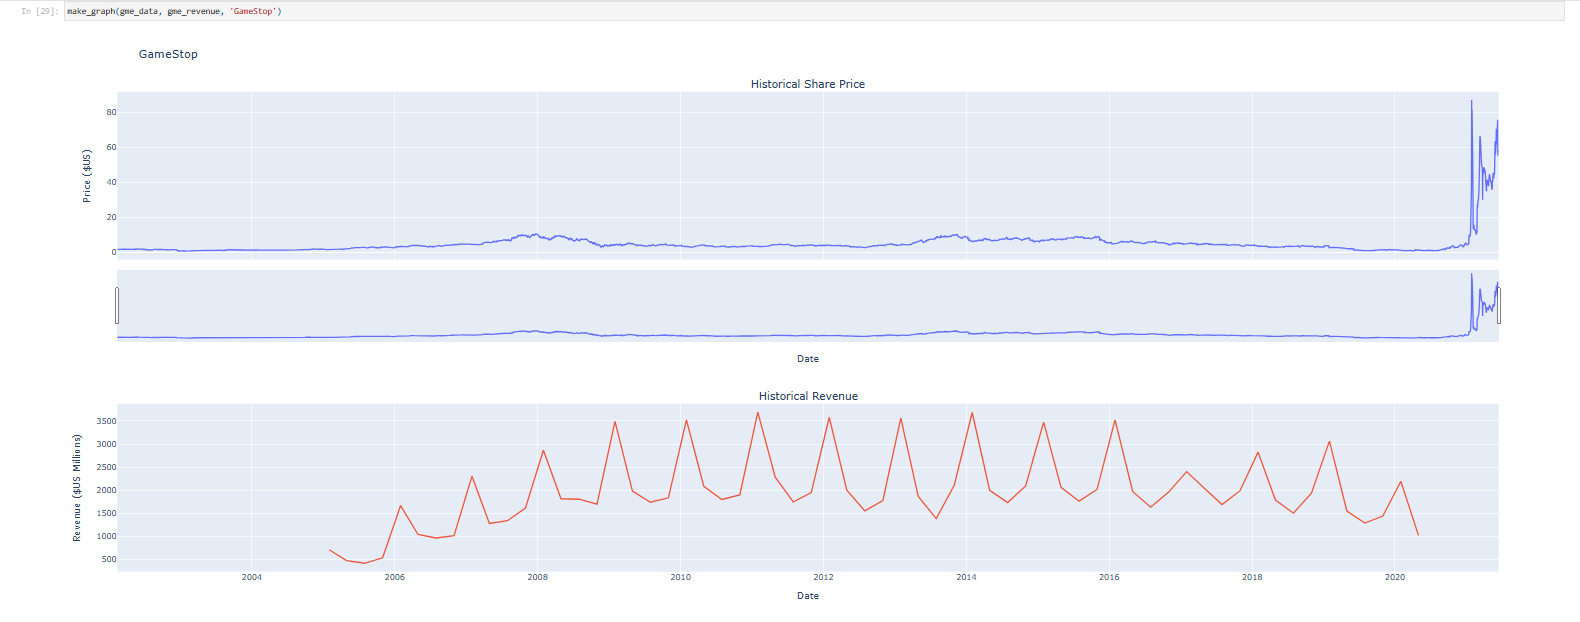 In [29]: make_graph(gme_data, gme_revenue, 'GameStop')
GameStop
Historical Share Price
80
60
40
20
0
Price ($US)
Date
Historical Revenue
3500
3000
2500
2000
1500
1000
500
Revenue ($US Millions)
2004 2006 2008 2010 2012 2014 2016 2018 2020
Date